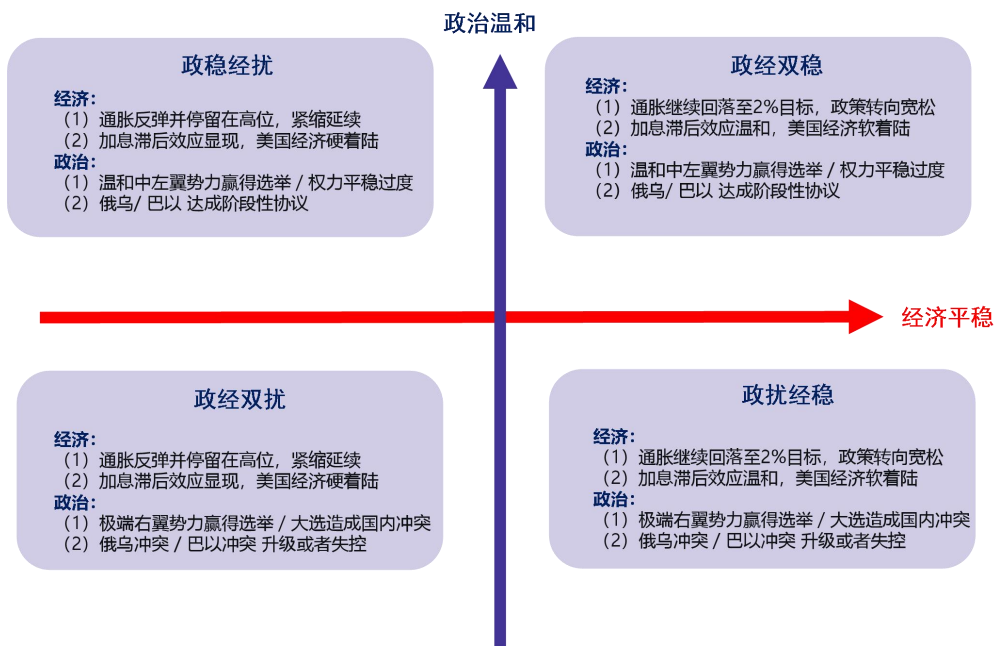 政治温和
政稳经扰
经济：
（1）通胀反弹并停留在高位，紧缩延续
（2）加息滞后效应显现，美国经济硬着陆
政治：
（1）温和中左翼势力赢得选举 / 权力平稳过度
（2）俄乌/ 巴以 达成阶段性协议
政经双稳
经济：
（1）通胀继续回落至2%目标，政策转向宽松
（2）加息滞后效应温和，美国经济软着陆
政治：
（1）温和中左翼势力赢得选举 / 权力平稳过度
（2）俄乌/ 巴以 达成阶段性协议
经济平稳
政经双扰
经济：
（1）通胀反弹并停留在高位，紧缩延续
（2）加息滞后效应显现，美国经济硬着陆
政治：
（1）极端右翼势力赢得选举 / 大选造成国内冲突
（2）俄乌冲突 / 巴以冲突 升级或者失控
政扰经稳
经济：
（1）通胀继续回落至2%目标，政策转向宽松
（2）加息滞后效应温和，美国经济软着陆
政治：
（1）极端右翼势力赢得选举 / 大选造成国内冲突
（2）俄乌冲突 / 巴以冲突 升级或者失控